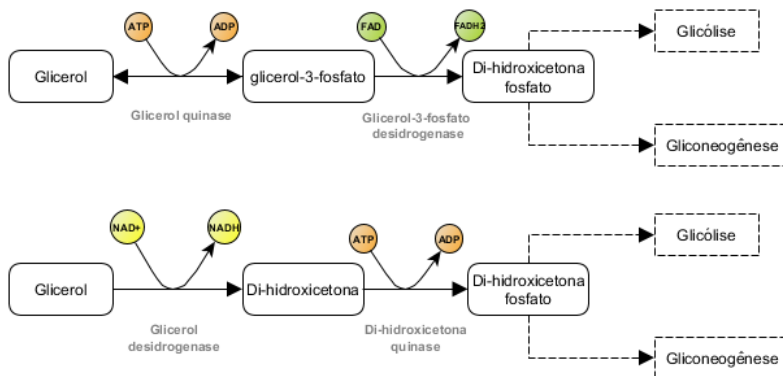 ATP
ADP
FAD
FADH2
Glicólise
Glicerol
glicerol-3-fosfato
Di-hidroxicetona
fosfato
Glicerol quinase
Glicerol-3-fosfato
desidrogenase
Gliconeogênese
NAD+
NADH
ATP
ADP
Glicólise
Glicerol
Di-hidroxicetona
Di-hidroxicetona
fosfato
Glicerol
desidrogenase
Di-hidroxicetona
quinase
Gliconeogênese